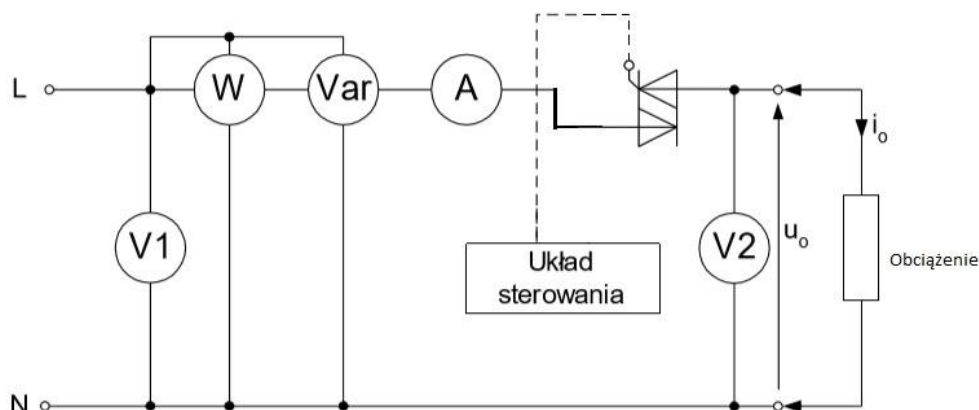 L
W
Var
A
i₀
V1
Układ
sterowania
V2
u₀
Obciążenie
N